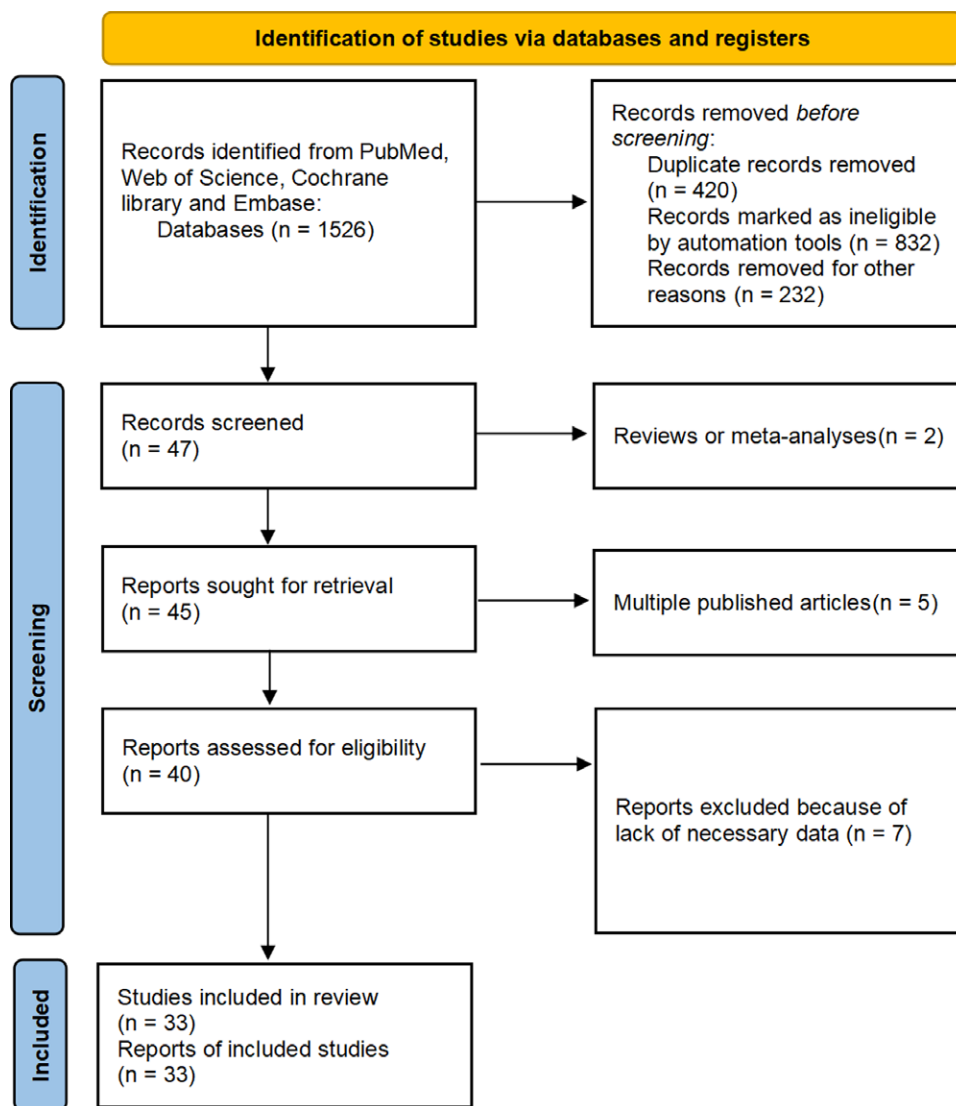 Identification of studies via databases and registers
Identification
Records identified from PubMed,
Web of Science, Cochrane
library and Embase:
Databases (n = 1526)
Records removed before
screening:
Duplicate records removed
(n = 420)
Records marked as ineligible
by automation tools (n = 832)
Records removed for other
reasons (n = 232)
Screening
Records screened
(n = 47)
Reviews or meta-analyses(n = 2)
Reports sought for retrieval
(n = 45)
Multiple published articles(n = 5)
Reports assessed for eligibility
(n = 40)
Reports excluded because of
lack of necessary data (n = 7)
Included
Studies included in review
(n = 33)
Reports of included studies
(n = 33)